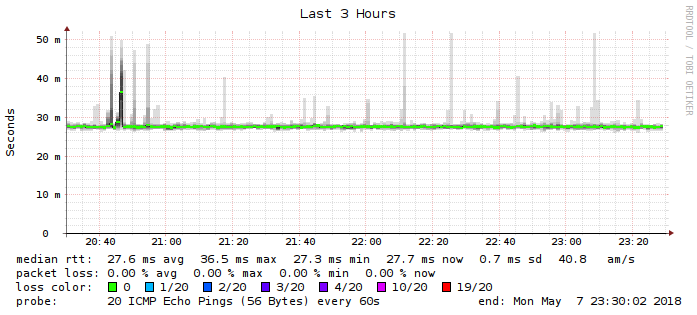 Last 3 Hours
RRDTOOL / TOBI OETIKER
Seconds
50 m
40 m
30 m
20 m
10 m
0
20:40 21:00 21:20 21:40 22:00 22:20 22:40 23:00 23:20
median rtt: 27.6 ms avg 36.5 ms max 27.3 ms min 27.7 ms now 0.7 ms sd 40.8 am/s
packet loss: 0.00 % avg 0.00 % max 0.00 % min 0.00 % now
loss color: 0 1/20 2/20 3/20 4/20 10/20 19/20
probe: 20 ICMP Echo Pings (56 Bytes) every 60s end: Mon May 7 23:30:02 2018